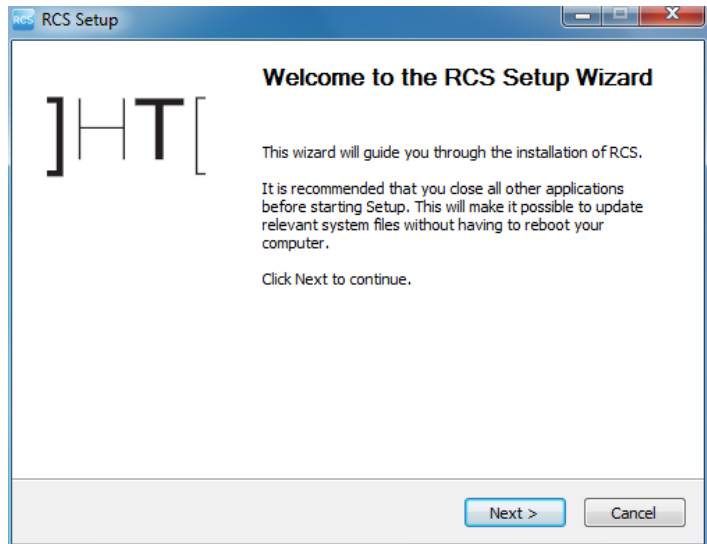 RCS RCS Setup
Welcome to the RCS Setup Wizard
]HT[
This wizard will guide you through the installation of RCS.
It is recommended that you close all other applications
before starting Setup. This will make it possible to update
relevant system files without having to reboot your
computer.
Click Next to continue.
Next >
Cancel